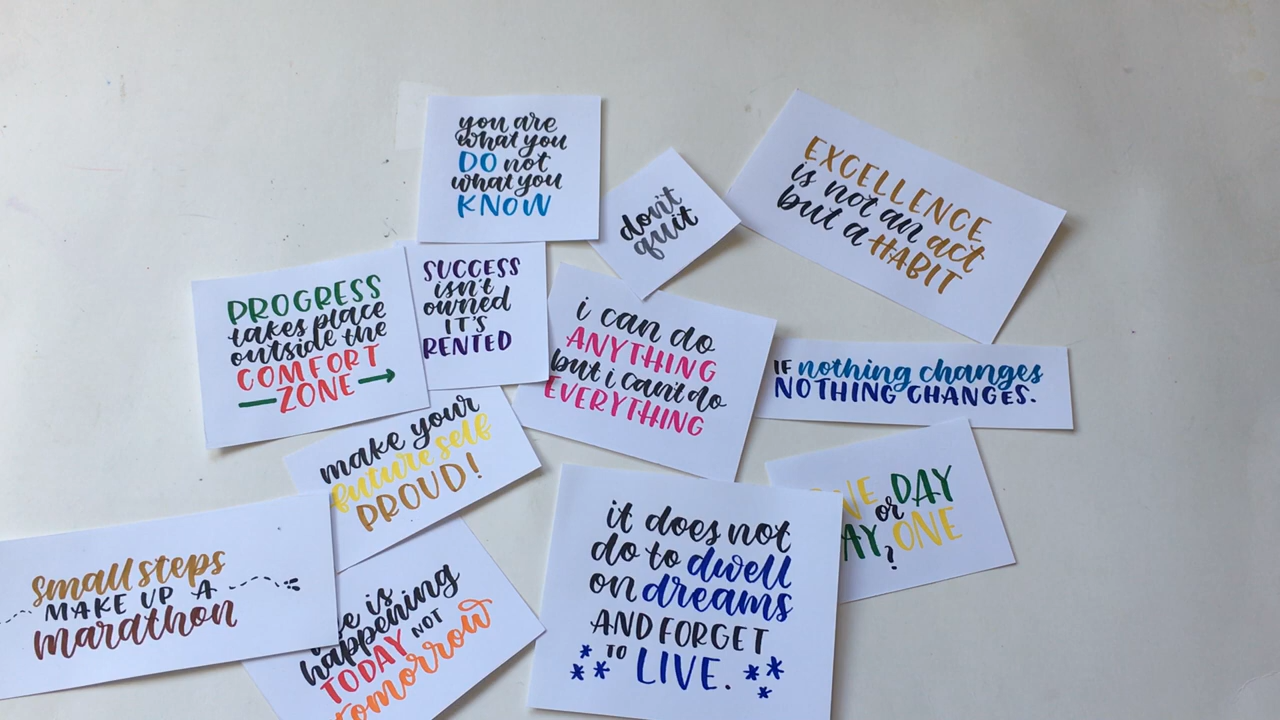 you are
what you
DO not
what you
KNOW
don't
quit
EXCELLENCE
is not an act
but a HABIT
PROGRESS
takes place
outside the
COMFORT
ZONE
SUCCESS
isn't
owned
IT'S
RENTED
i can do
ANYTHING
but i can't do
EVERYTHING
IF nothing changes
NOTHING CHANGES.
make your
future self
PROUD!
or DAY
ONE
?
small steps
MAKE UP A
marathon
is
happening
TODAY NOT
tomorrow
it does not
do to dwell
on dreams
AND FORGET
TO LIVE.